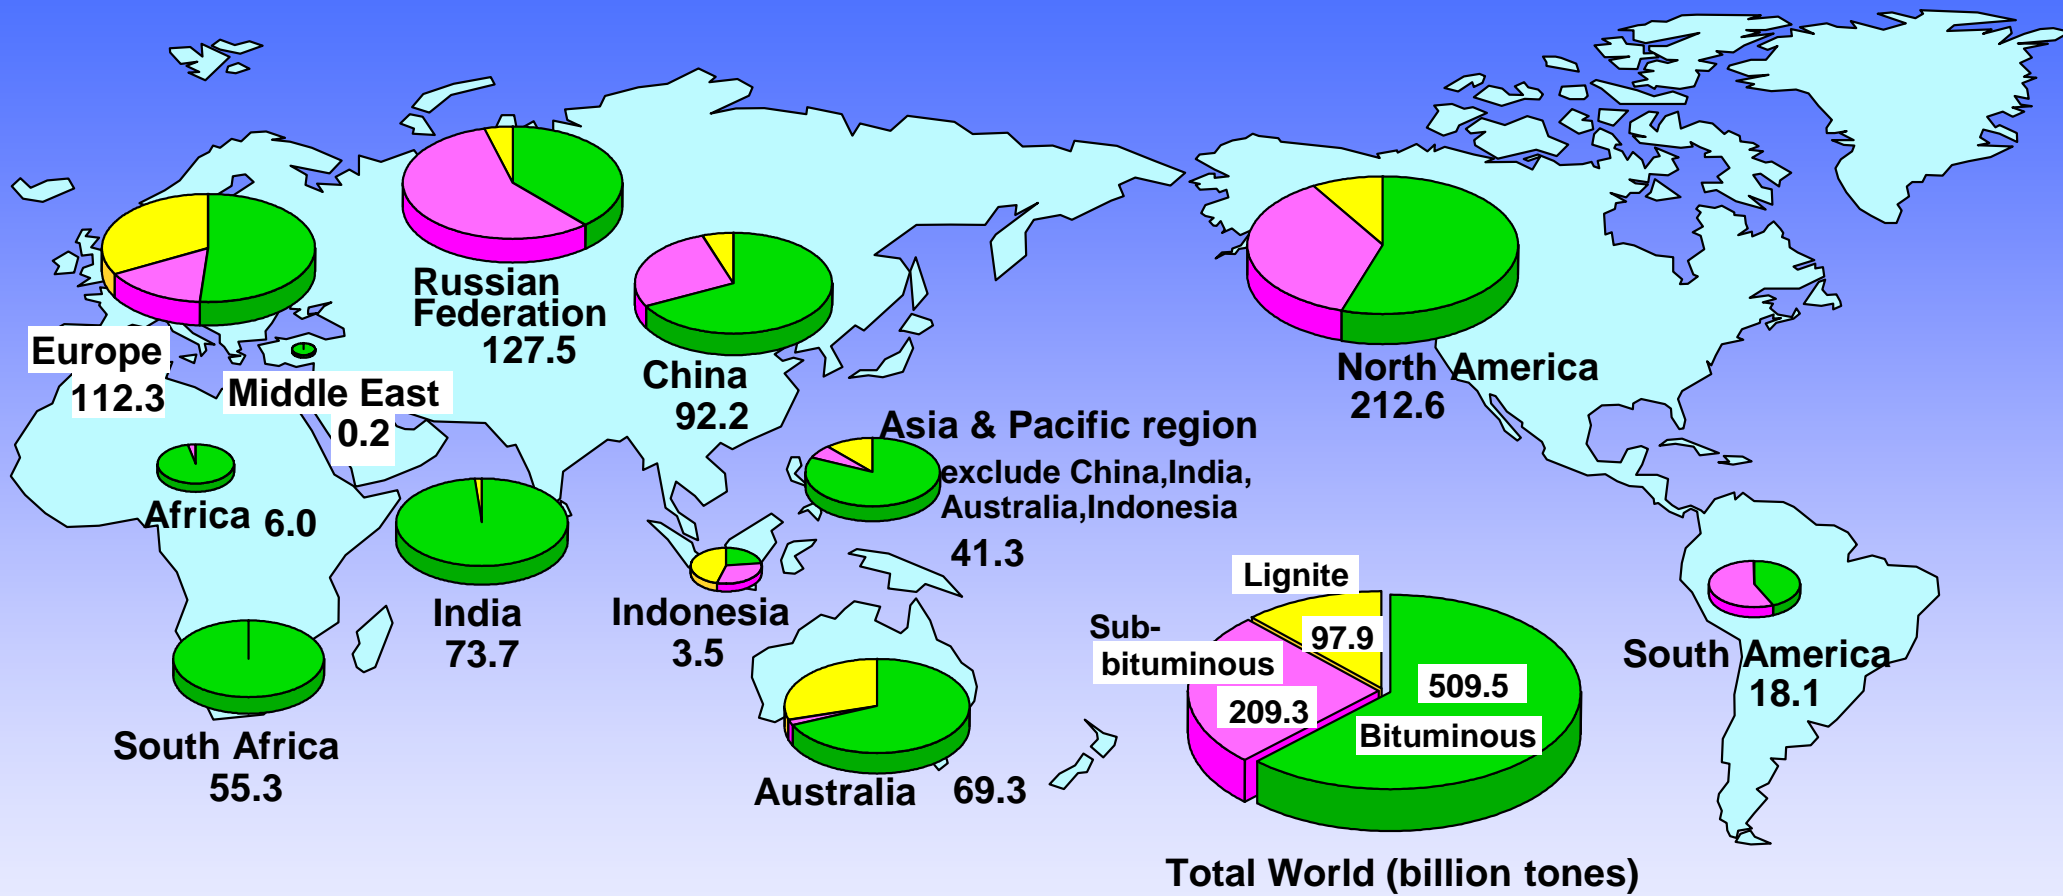 Russian
Federation
127.5
Europe
112.3
Middle East
0.2
China
92.2
North America
212.6
Asia & Pacific region
exclude China,India,
Australia,Indonesia
41.3
Africa 6.0
India
73.7
Indonesia
3.5
South Africa
55.3
Australia 69.3
Lignite
97.9
Sub-
bituminous
209.3
509.5
Bituminous
South America
18.1
Total World (billion tones)